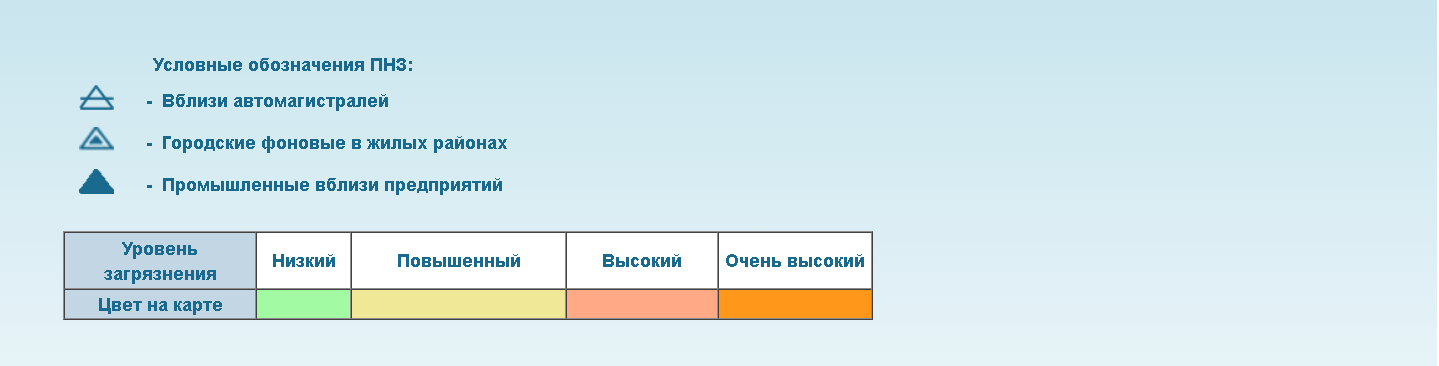 Условные обозначения ПНЗ:
- Вблизи автомагистралей
- Городские фоновые в жилых районах
- Промышленные вблизи предприятий
Уровень загрязнения Низкий Повышенный Высокий Очень высокий
Цвет на карте